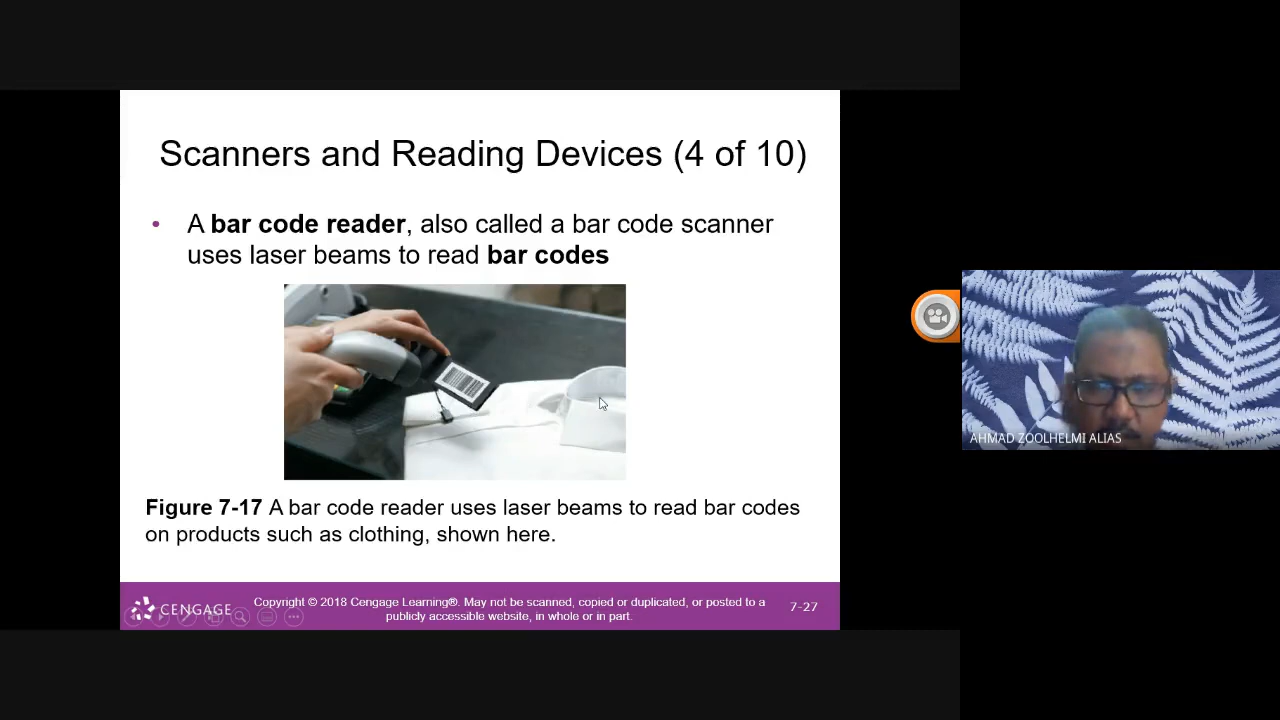 Scanners and Reading Devices (4 of 10)
• A bar code reader, also called a bar code scanner
uses laser beams to read bar codes
Figure 7-17 A bar code reader uses laser beams to read bar codes
on products such as clothing, shown here.
CENGAGE
Copyright © 2018 Cengage Learning®. May not be scanned, copied or duplicated, or posted to a
publicly accessible website, in whole or in part.
7-27
AHMAD ZOOLHELMI ALIAS